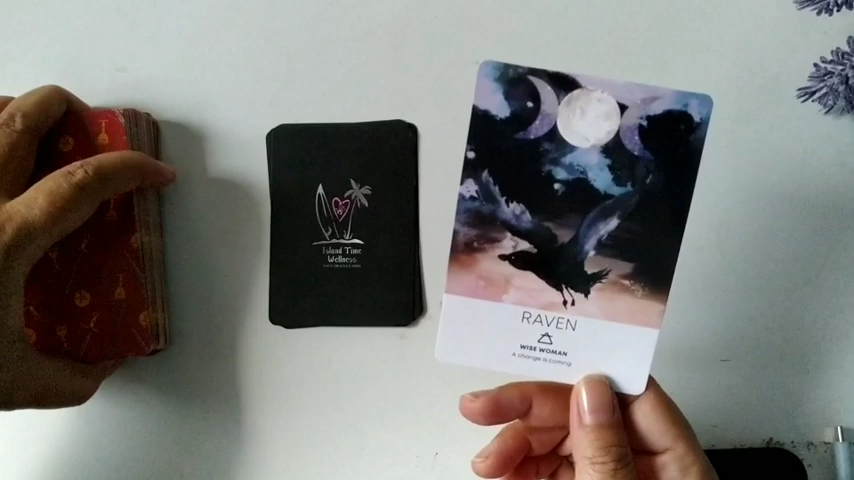 Island Time
Wellness
RAVEN
WISE WOMAN
A change is coming